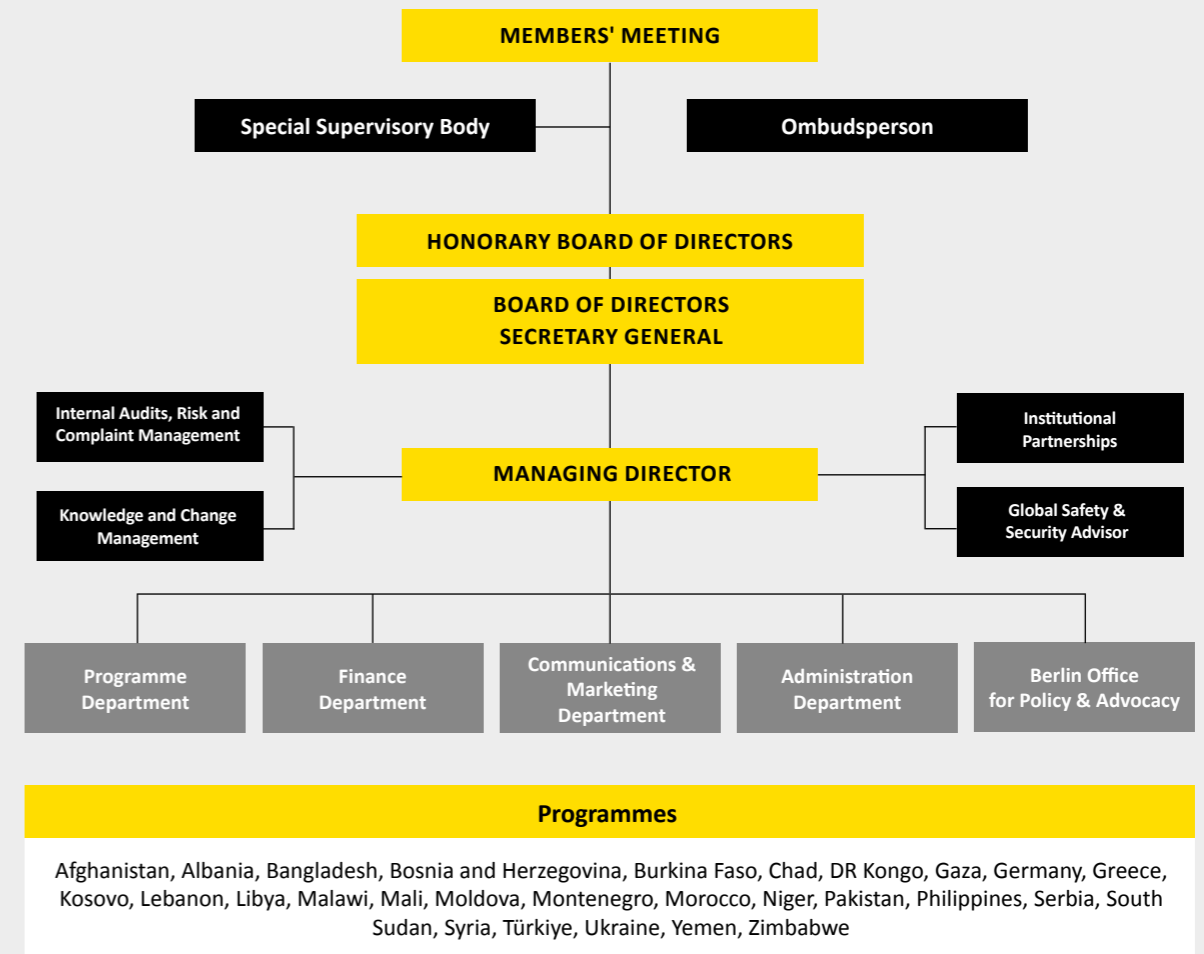 MEMBERS' MEETING
Special Supervisory Body
Ombudsperson
HONORARY BOARD OF DIRECTORS
BOARD OF DIRECTORS
SECRETARY GENERAL
Internal Audits, Risk and
Complaint Management
Institutional
Partnerships
MANAGING DIRECTOR
Knowledge and Change
Management
Global Safety &
Security Advisor
Programme
Department
Finance
Department
Communications &
Marketing
Department
Administration
Department
Berlin Office
for Policy & Advocacy
Programmes
Afghanistan, Albania, Bangladesh, Bosnia and Herzegovina, Burkina Faso, Chad, DR Kongo, Gaza, Germany, Greece,
Kosovo, Lebanon, Libya, Malawi, Mali, Moldova, Montenegro, Morocco, Niger, Pakistan, Philippines, Serbia, South
Sudan, Syria, Türkiye, Ukraine, Yemen, Zimbabwe